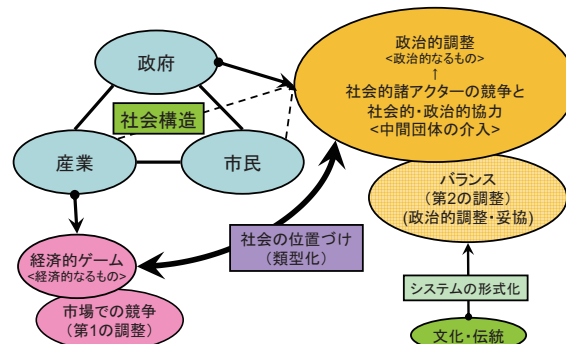 政府
社会構造
産業
市民
政治的調整
<政治的なるもの>
↑
社会的諸アクターの競争と
社会的・政治的協力
<中間団体の介入>
バランス
(第2の調整)
(政治的調整・妥協)
社会の位置づけ
(類型化)
経済的ゲーム
<経済的なるもの>
市場での競争
(第1の調整)
システムの形式化
文化・伝統